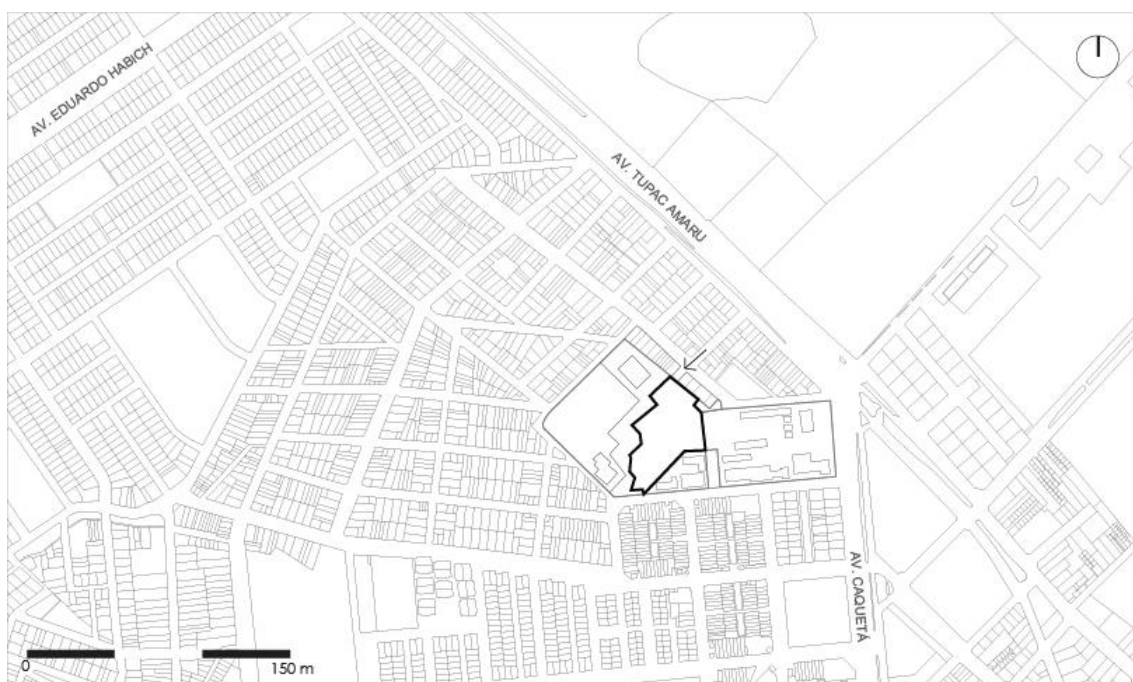 AV. EDUARDO HABICH
AV. TUPAC AMARU
AV. CAQUETÁ
0
150 m